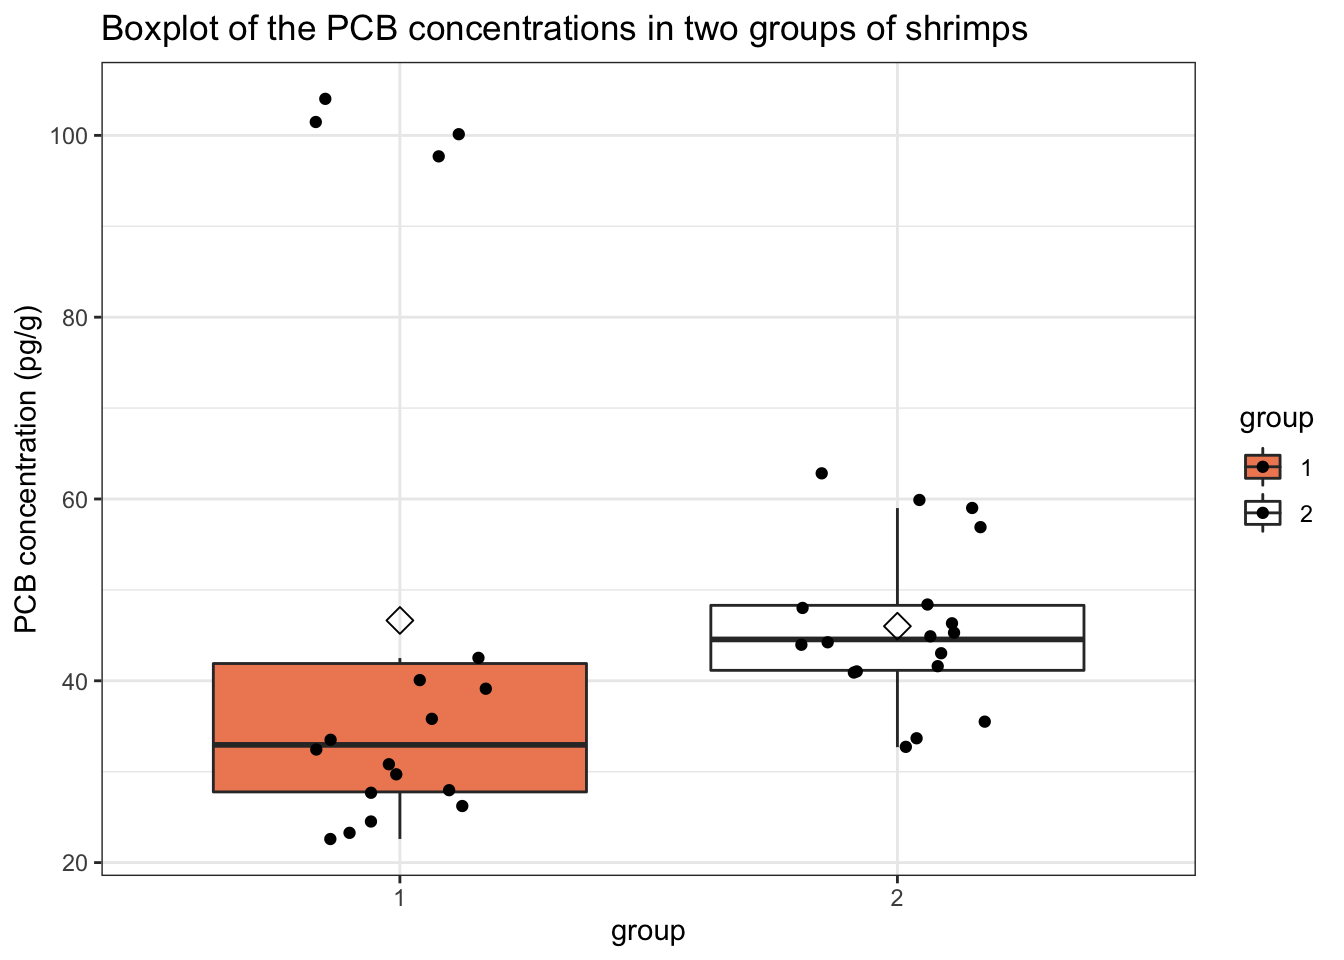 Boxplot of the PCB concentrations in two groups of shrimps
PCB concentration (pg/g)
100
80
60
40
20
1
2
group
group
1
2